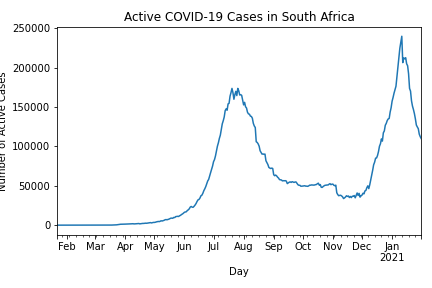 Active COVID-19 Cases in South Africa
Number of Active Cases
250000
200000
150000
100000
50000
0
Feb Mar Apr May Jun Jul Aug Sep Oct Nov Dec Jan
2021
Day